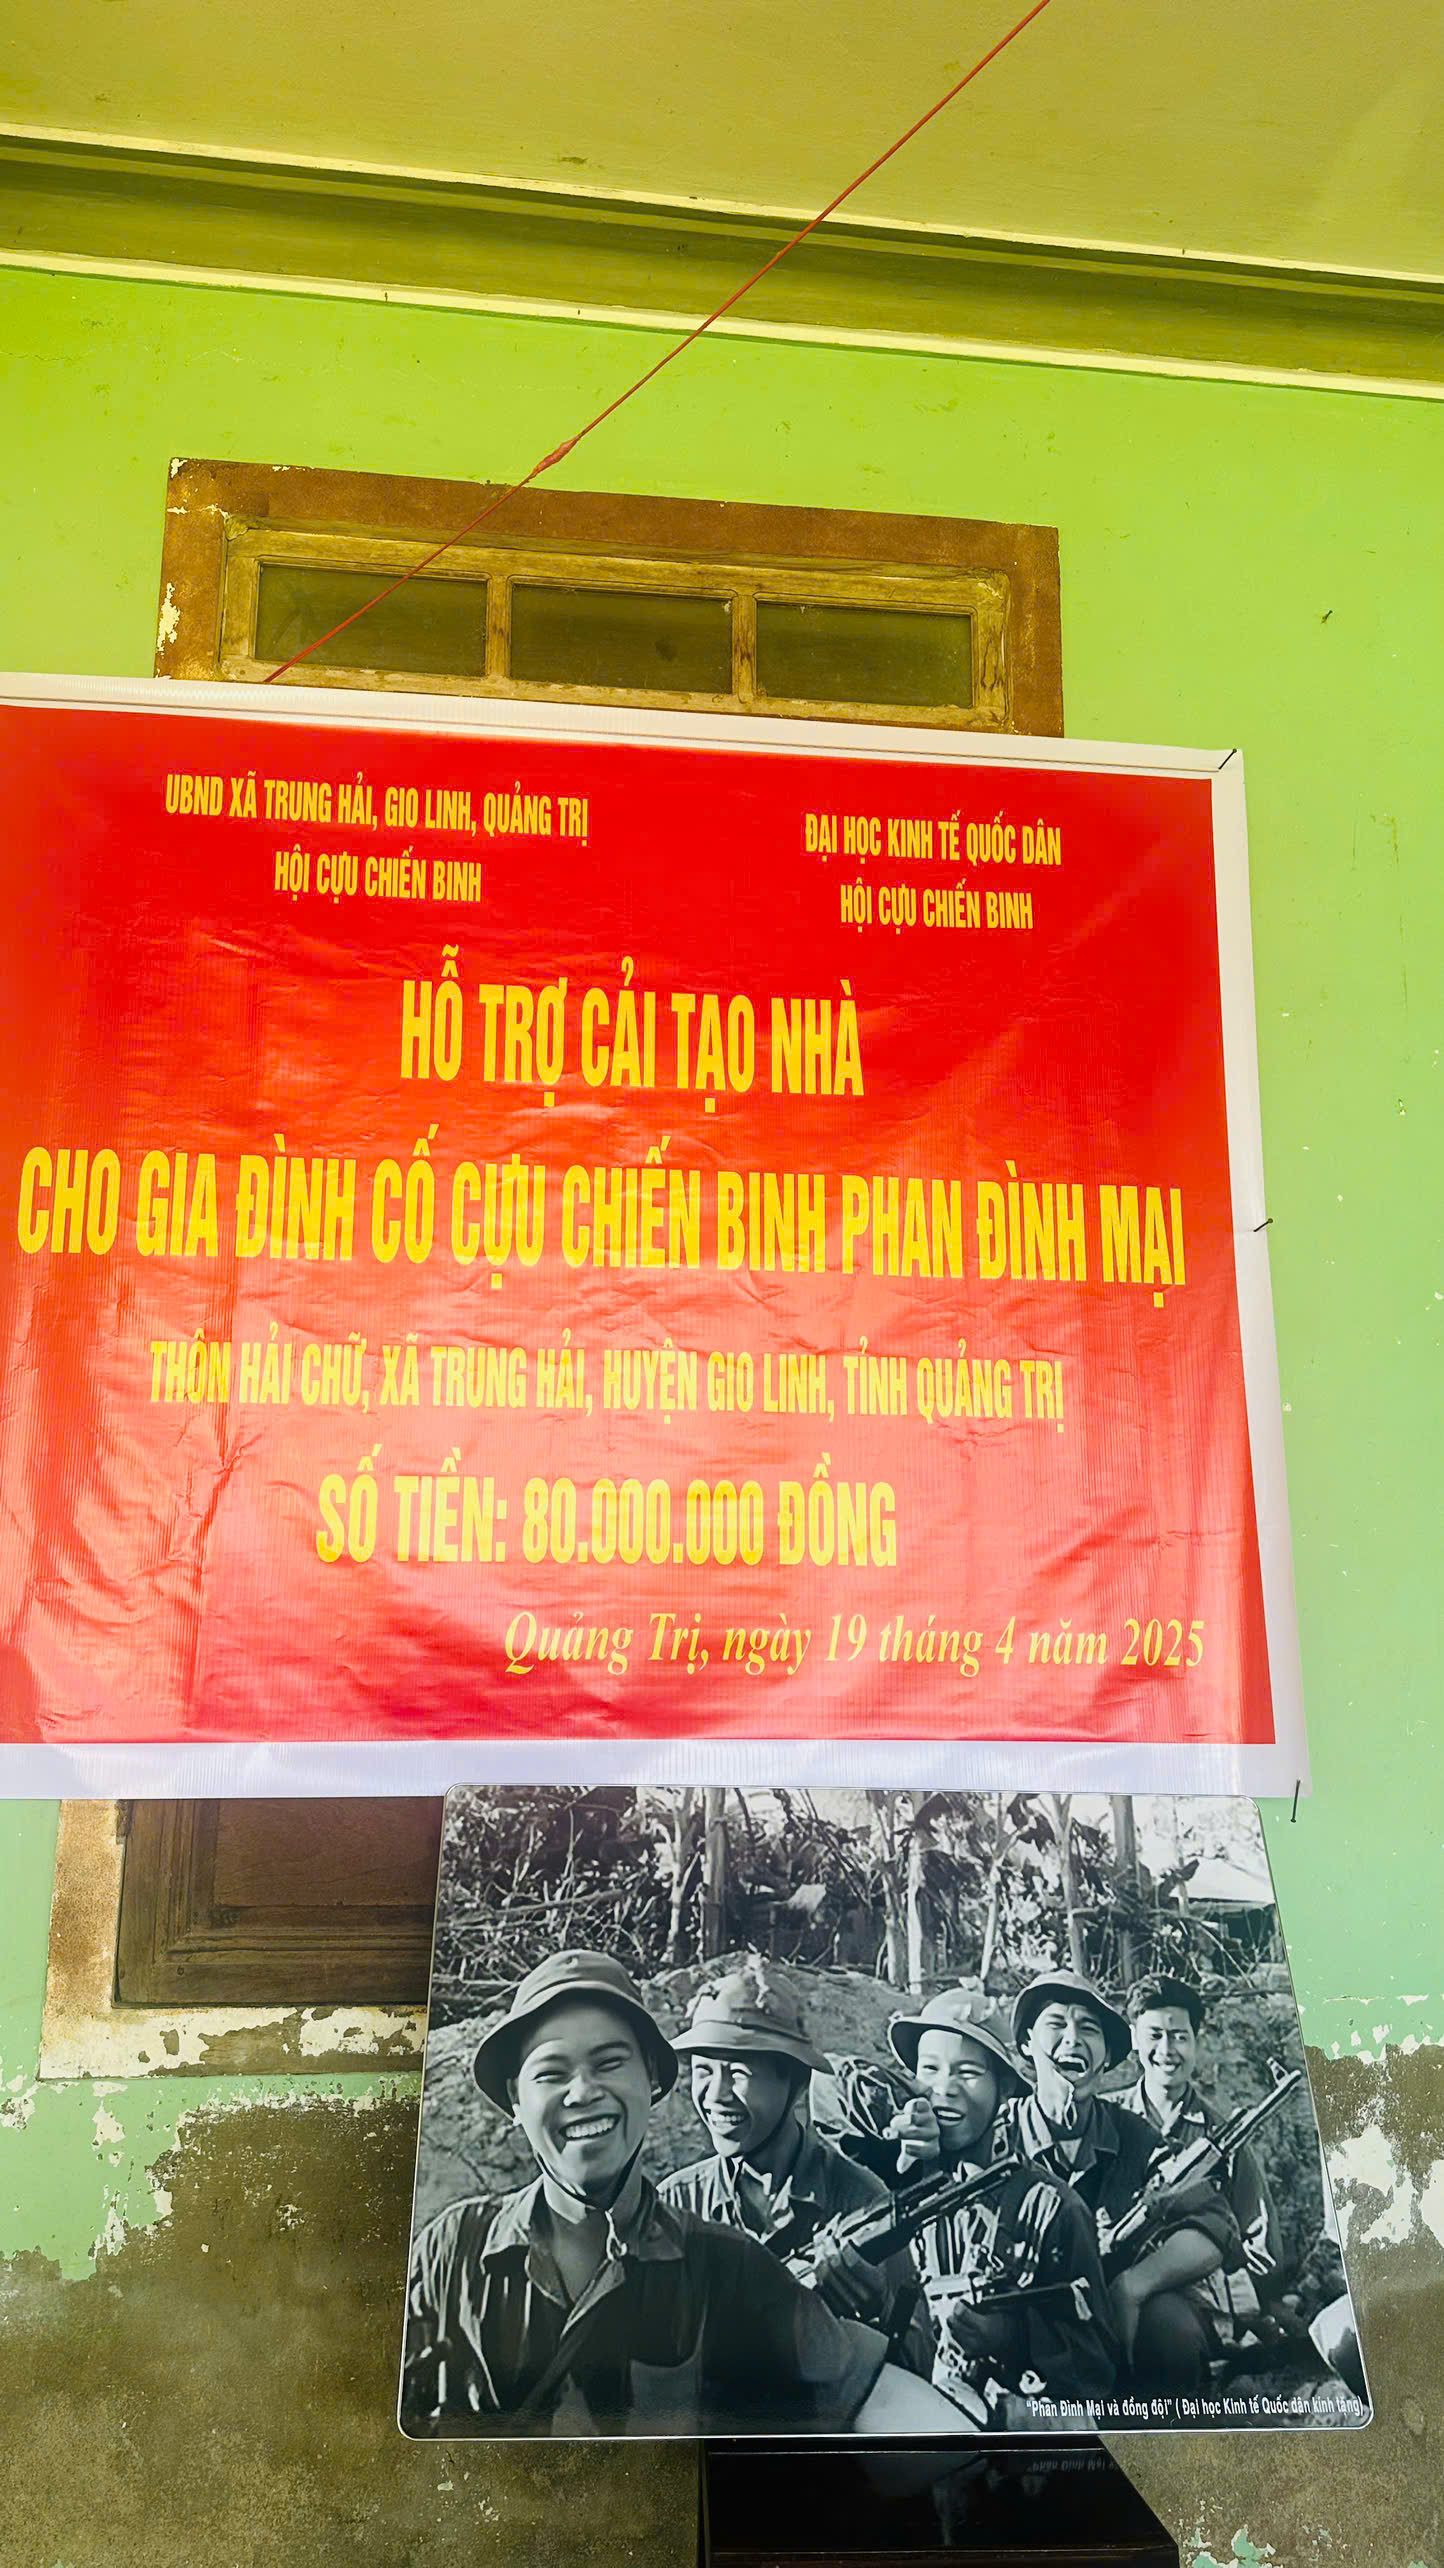 UBND XÃ TRUNG HẢI, GIO LINH, QUẢNG TRỊ
HỘI CỰU CHIẾN BINH
ĐẠI HỌC KINH TẾ QUỐC DÂN
HỘI CỰU CHIẾN BINH
HỖ TRỢ CẢI TẠO NHÀ
CHO GIA ĐÌNH CỐ CỰU CHIẾN BINH PHAN ĐÌNH MẠI
THÔN HẢI CHỮ, XÃ TRUNG HẢI, HUYỆN GIO LINH, TỈNH QUẢNG TRỊ
SỐ TIỀN: 80.000.000 ĐỒNG
Quảng Trị, ngày 19 tháng 4 năm 2025
"Phan Đình Mại và đồng đội" ( Đại học Kinh tế Quốc dân kính tặng)